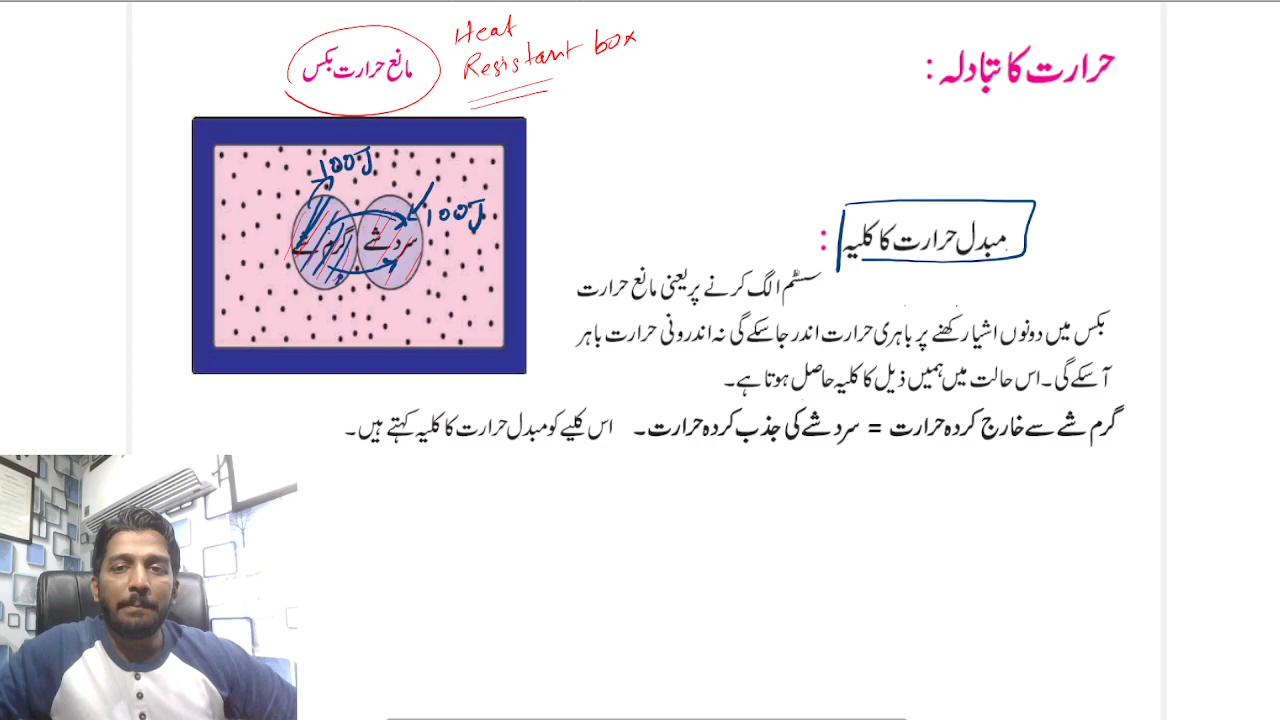 حرارت کا تبادلہ :
مانع حرارت بکس
Heat
Resistant box
100J
100J
گرم شے
سرد شے
مبدل حرارت کا کلیہ :
سسٹم الگ کرنے پر یعنی مانع حرارت
بکس میں دونوں اشیا رکھنے پر باہری حرارت اندر جا سکے گی نہ اندرونی حرارت باہر
آ سکے گی۔ اس حالت میں ہمیں ذیل کا کلیہ حاصل ہوتا ہے۔
گرم شے سے خارج کردہ حرارت = سرد شے کی جذب کردہ حرارت۔ اس کلیے کو مبدل حرارت کا کلیہ کہتے ہیں۔